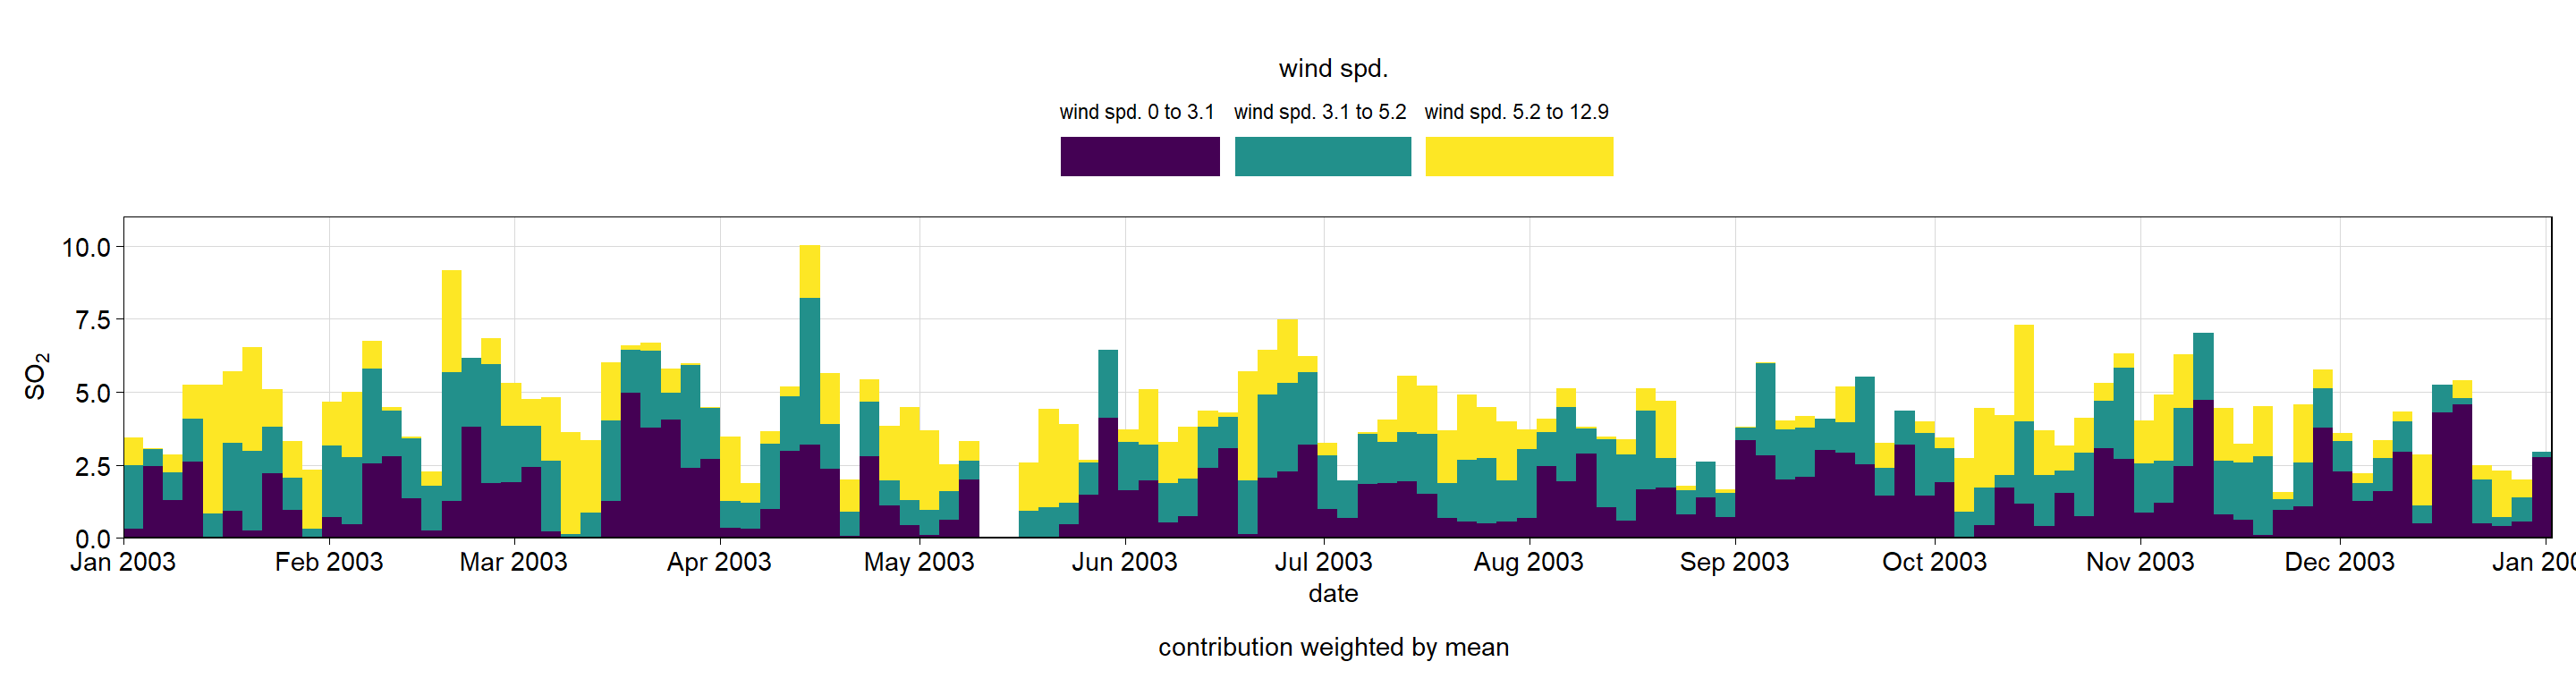 wind spd.
wind spd. 0 to 3.1 wind spd. 3.1 to 5.2 wind spd. 5.2 to 12.9
10.0
7.5
5.0
2.5
0.0
SO₂
Jan 2003 Feb 2003 Mar 2003 Apr 2003 May 2003 Jun 2003 Jul 2003 Aug 2003 Sep 2003 Oct 2003 Nov 2003 Dec 2003 Jan 200
date
contribution weighted by mean